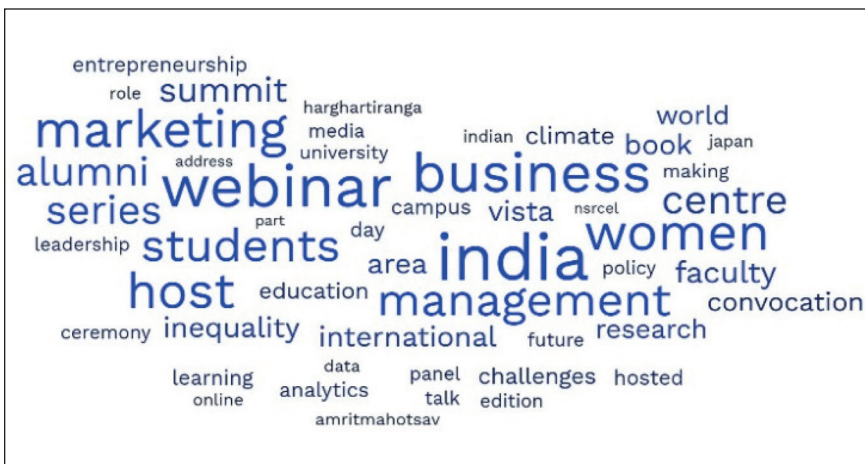 entrepreneurship
role summit
harghartiranga
marketing media
indian climate world
book japan
university
alumni address
webinar business making
series
campus vista nsrcel centre
part
leadership students day
women
area india policy faculty
host education management convocation
ceremony inequality international future research
learning data panel challenges hosted
online analytics talk edition
amritmahotsav